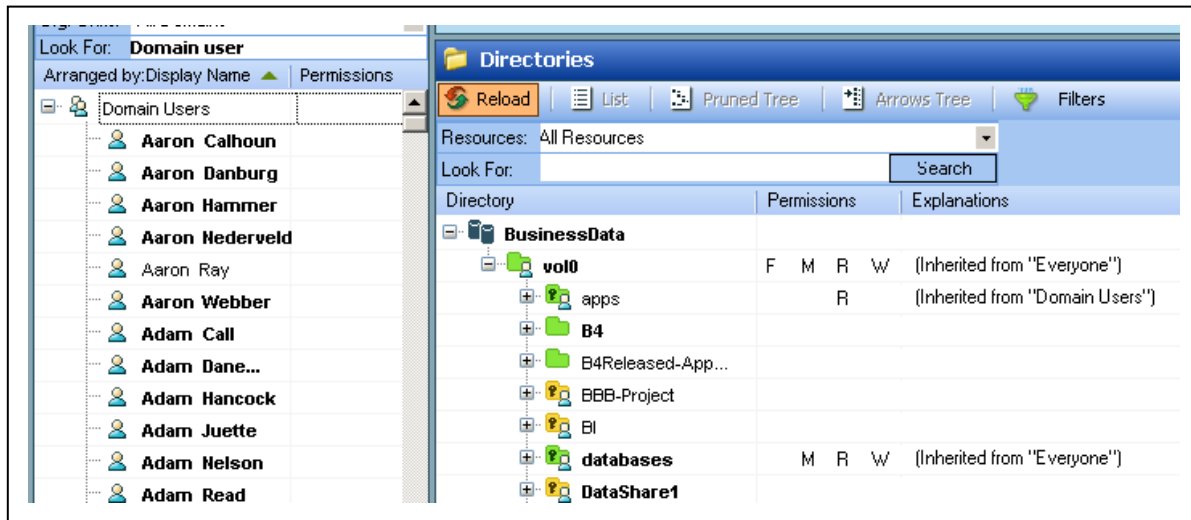 Look For: Domain user
Arranged by:Display Name Permissions
Domain Users
Aaron Calhoun
Aaron Danburg
Aaron Hammer
Aaron Nederveld
Aaron Ray
Aaron Webber
Adam Call
Adam Dane...
Adam Hancock
Adam Juette
Adam Nelson
Adam Read
Directories
Reload List Pruned Tree Arrows Tree Filters
Resources: All Resources
Look For: Search
Directory Permissions Explanations
BusinessData
vol0 F M R W (Inherited from "Everyone")
apps R (Inherited from "Domain Users")
B4
B4Released-App...
BBB-Project
BI
databases M R W (Inherited from "Everyone")
DataShare1